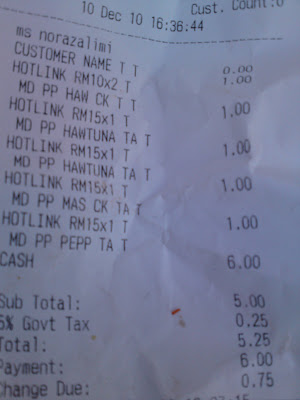 10 Dec 10 16:36:44 Cust. Count:0
ms norazalimi
CUSTOMER NAME T T 0.00
HOTLINK RM10x2 T 1.00
MD PP HAW CK T T
HOTLINK RM15x1 T 1.00
MD PP HAWTUNA TA T
HOTLINK RM15x1 T 1.00
MD PP HAWTUNA TA T
HOTLINK RM15x1 T 1.00
MD PP MAS CK TA T
HOTLINK RM15x1 T 1.00
MD PP PEPP TA T
CASH 6.00
Sub Total: 5.00
5% Govt Tax 0.25
Total: 5.25
Payment: 6.00
Change Due: 0.75